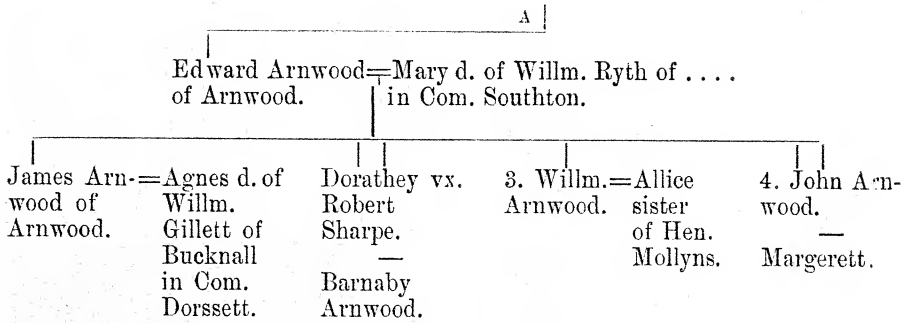 A
Edward Arnwood=Mary d. of Willm. Ryth of ....
of Arnwood.
in Com. Southton.
James Arn-
wood of
Arnwood.
=Agnes d. of
Willm.
Gillett of
Bucknall
in Com.
Dorssett.
Dorathey vx.
Robert
Sharpe.
—
Barnaby
Arnwood.
3. Willm.=
Arnwood.
Allice
sister
of Hen.
Mollyns.
4. John Arn-
wood.
—
Margerett.